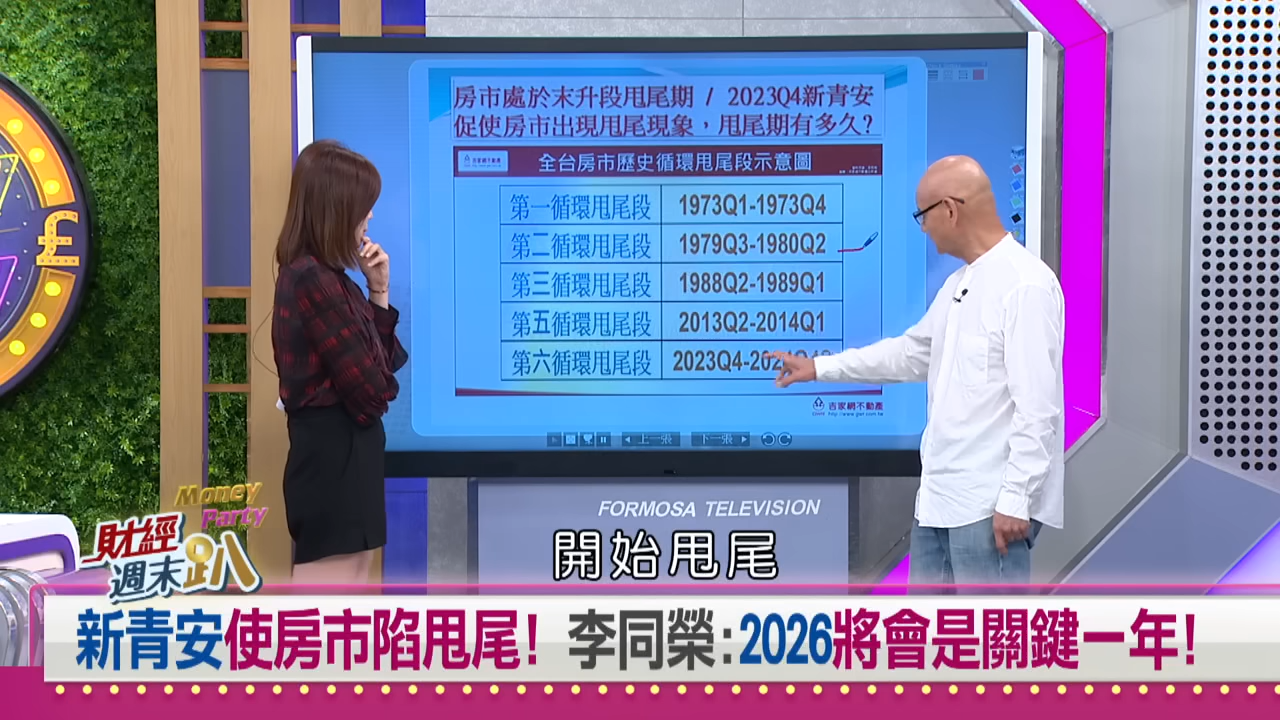 房市處於末升段甩尾期 / 2023Q4新青安
促使房市出現甩尾現象,甩尾期有多久?
吉家網不動產
全台房市歷史循環甩尾段示意圖
第一循環甩尾段 1973Q1-1973Q4
第二循環甩尾段 1979Q3-1980Q2
第三循環甩尾段 1988Q2-1989Q1
第五循環甩尾段 2013Q2-2014Q1
第六循環甩尾段 2023Q4-202
吉家網不動產
上一張 下一張
FORMOSA TELEVISION
Money
Party
財經
週末趴
開始甩尾
新青安使房市陷甩尾! 李同榮:2026將會是關鍵一年!